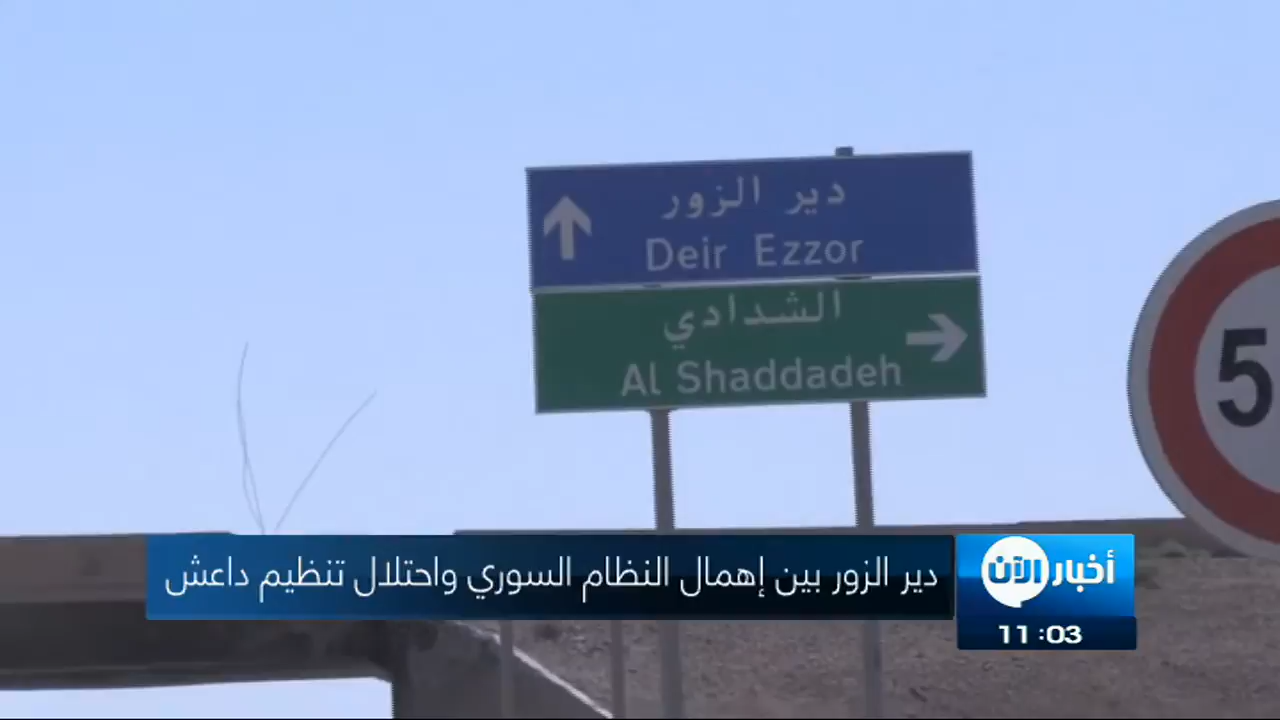 دير الزور
Deir Ezzor
الشدادي
Al Shaddadeh
5
دير الزور بين إهمال النظام السوري واحتلال تنظيم داعش
أخبار الآن
11:03